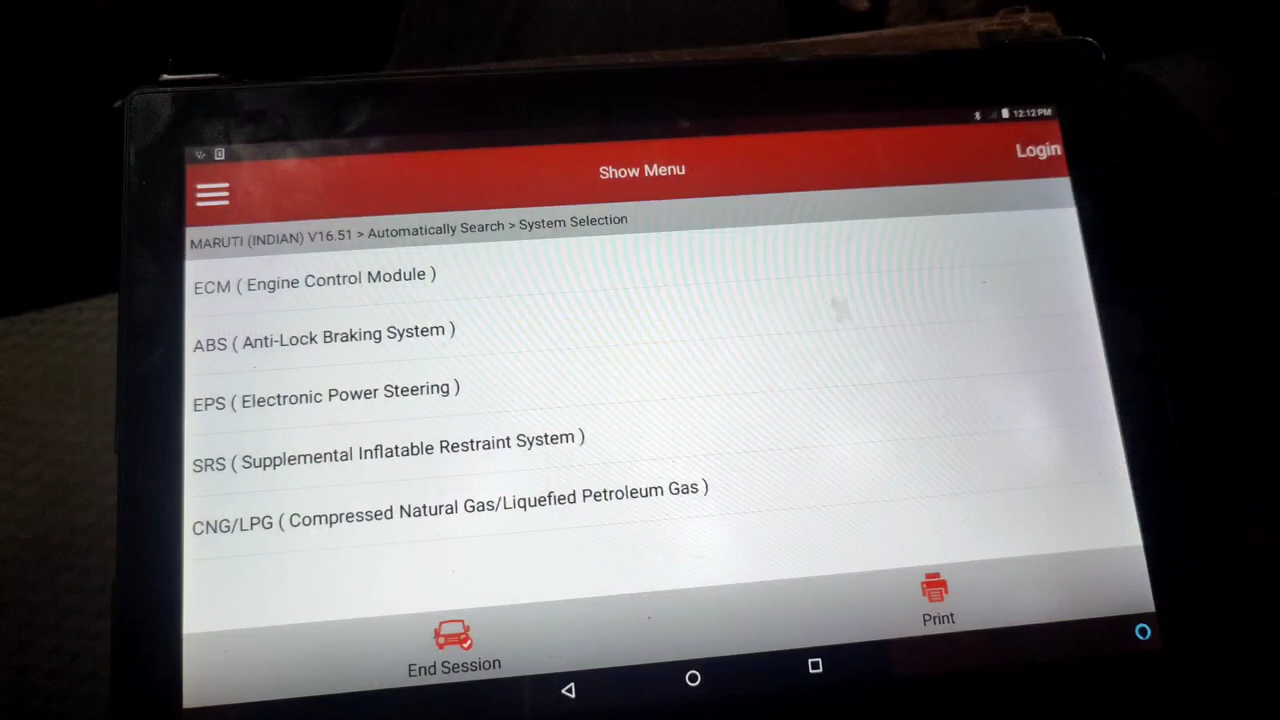 12:12 PM
Show Menu
Login
MARUTI (INDIAN) V16.51 > Automatically Search > System Selection
ECM ( Engine Control Module )
ABS ( Anti-Lock Braking System )
EPS ( Electronic Power Steering )
SRS ( Supplemental Inflatable Restraint System )
CNG/LPG ( Compressed Natural Gas/Liquefied Petroleum Gas )
End Session
Print